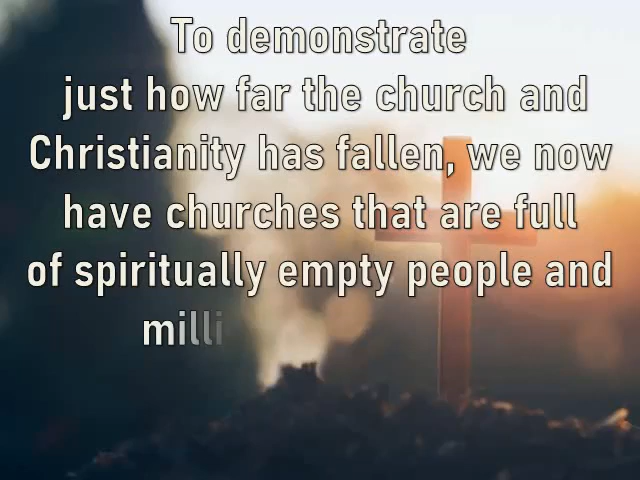 To demonstrate
just how far the church and
Christianity has fallen, we now
have churches that are full
of spiritually empty people and
milli